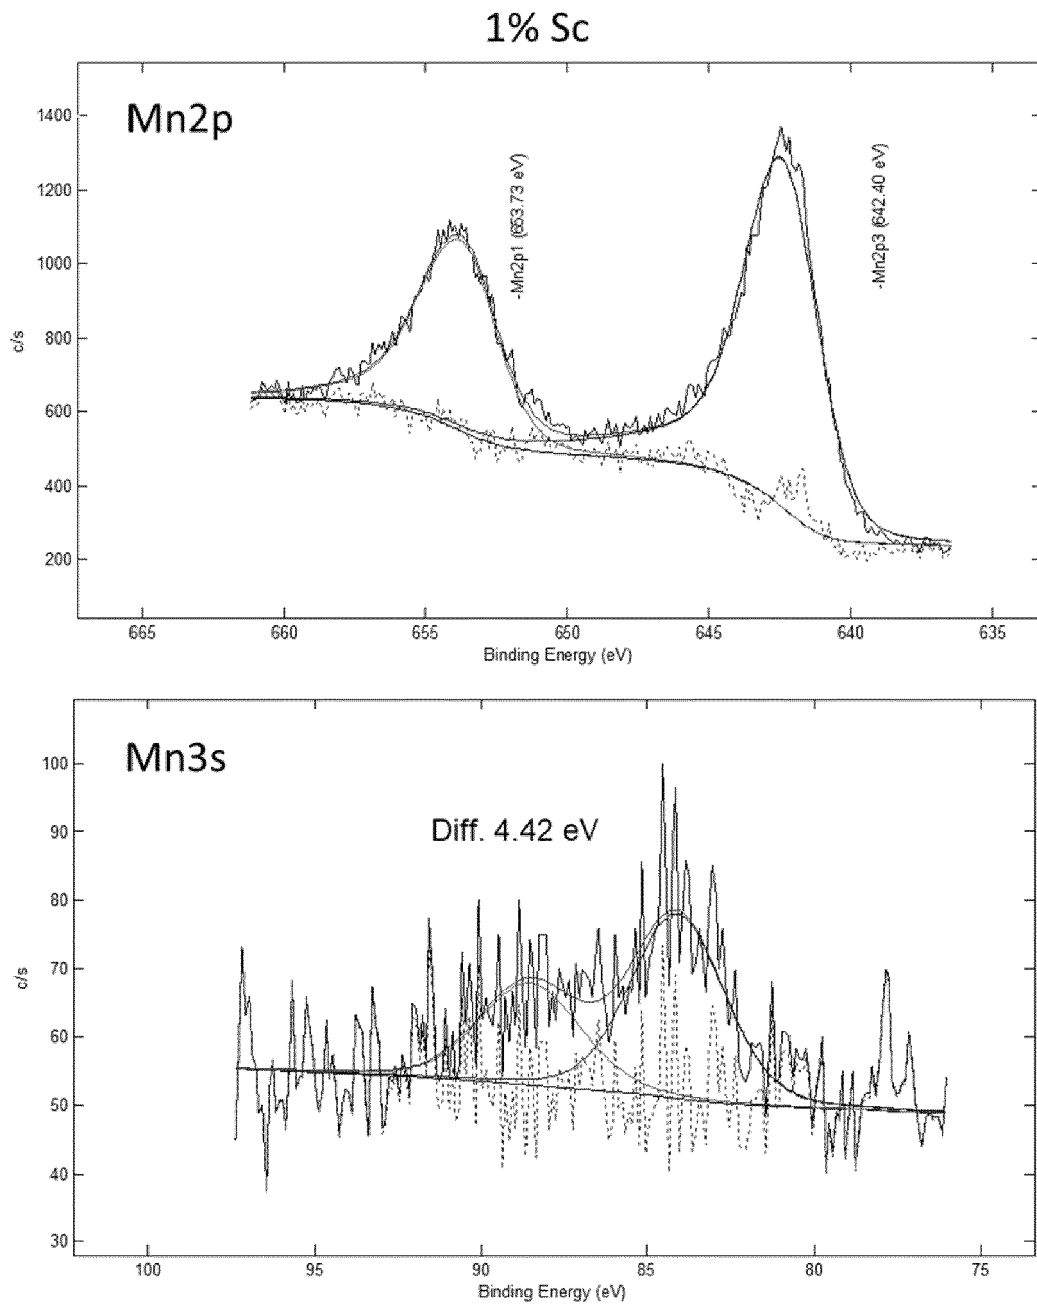 1% Sc
Mn2p
1400
1200
1000
800
600
400
200
c/s
-Mn2p1 (653.73 eV)
-Mn2p3 (642.40 eV)
665 660 655 650 645 640 635
Binding Energy (eV)
Mn3s
Diff. 4.42 eV
100
90
80
70
60
50
40
30
c/s
100 95 90 85 80 75
Binding Energy (eV)